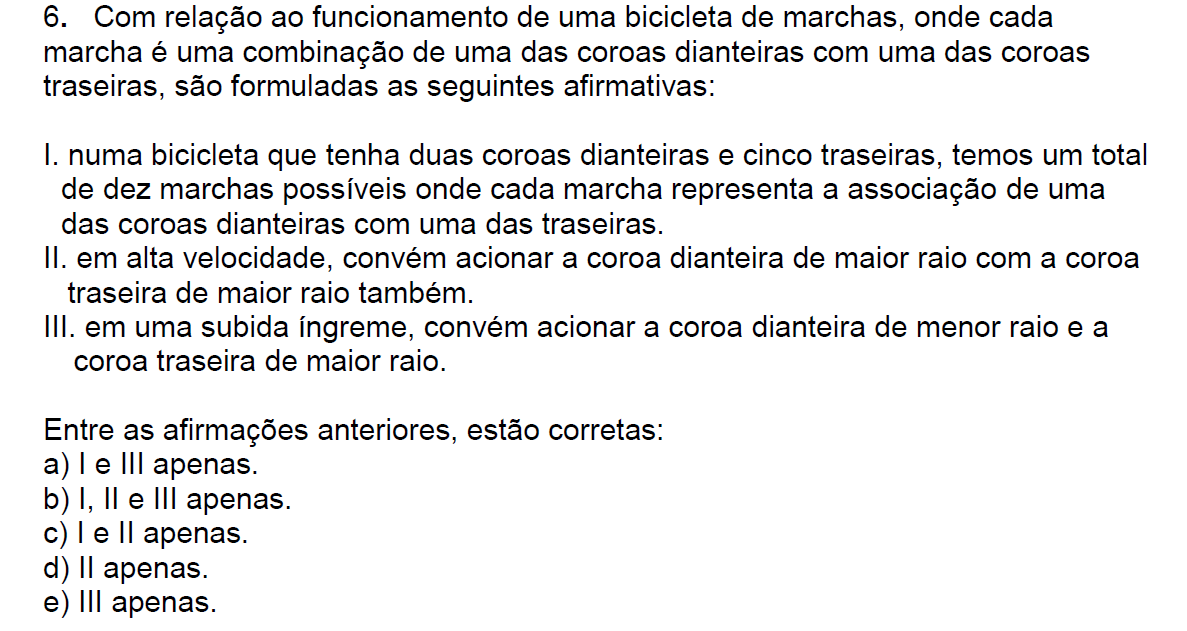 6. Com relação ao funcionamento de uma bicicleta de marchas, onde cada
marcha é uma combinação de uma das coroas dianteiras com uma das coroas
traseiras, são formuladas as seguintes afirmativas:
I. numa bicicleta que tenha duas coroas dianteiras e cinco traseiras, temos um total
de dez marchas possíveis onde cada marcha representa a associação de uma
das coroas dianteiras com uma das traseiras.
II. em alta velocidade, convém acionar a coroa dianteira de maior raio com a coroa
traseira de maior raio também.
III. em uma subida íngreme, convém acionar a coroa dianteira de menor raio e a
coroa traseira de maior raio.
Entre as afirmações anteriores, estão corretas:
a) I e III apenas.
b) I, II e III apenas.
c) I e II apenas.
d) II apenas.
e) III apenas.